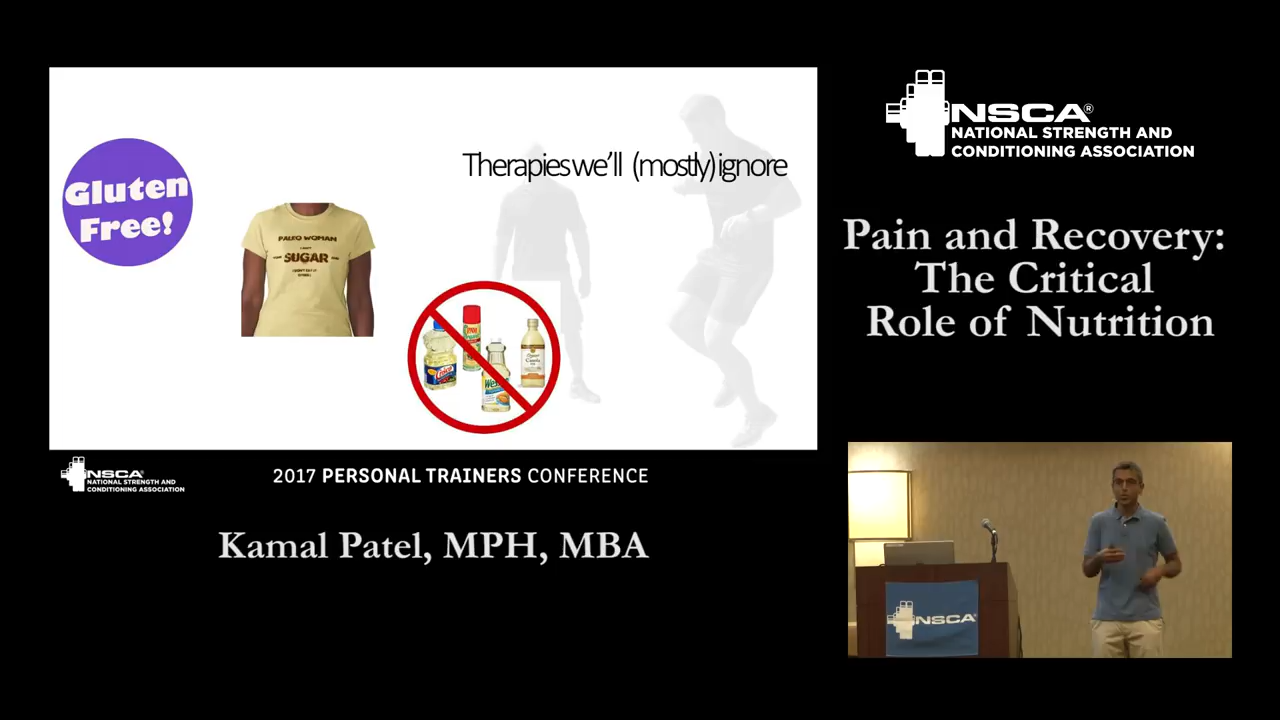 Therapies we'll (mostly) ignore
Gluten
Free!
PALEO WOMAN
SUGAR
NSCA®
NATIONAL STRENGTH AND
CONDITIONING ASSOCIATION
Pain and Recovery:
The Critical
Role of Nutrition
NSCA®
NATIONAL STRENGTH AND
CONDITIONING ASSOCIATION
2017 PERSONAL TRAINERS CONFERENCE
Kamal Patel, MPH, MBA
NSCA